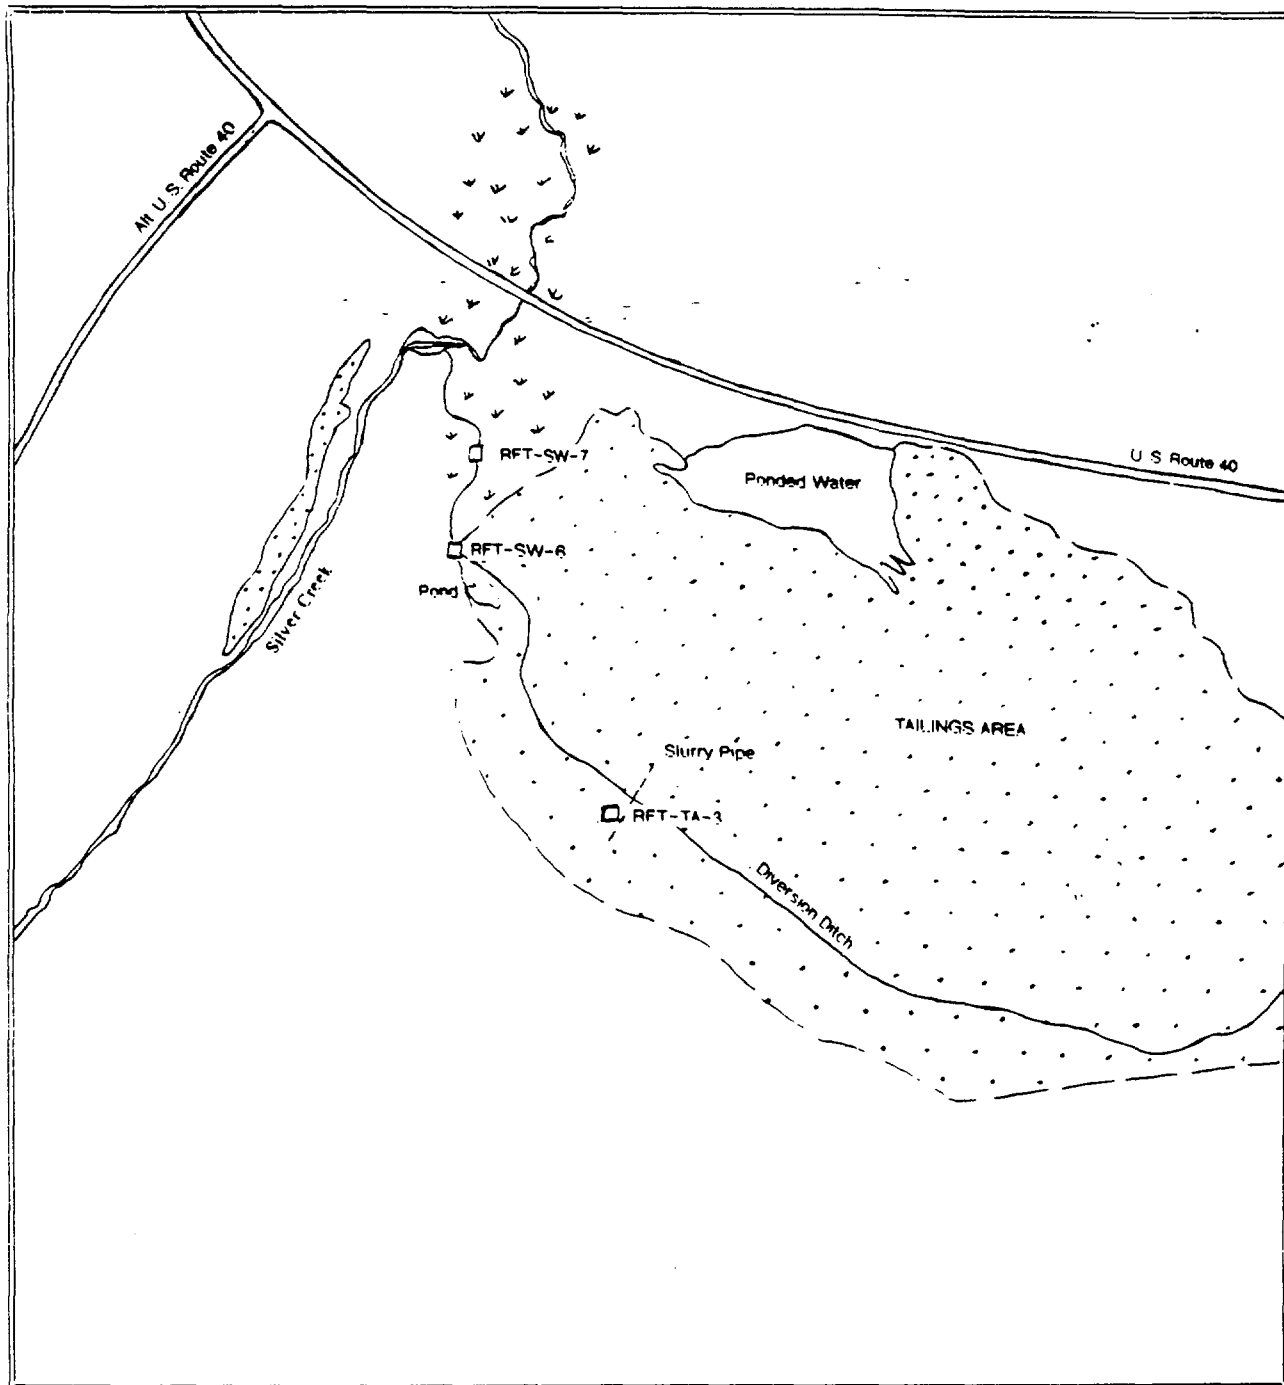 Alt U.S. Route 40
RFT-SW-7
U S Route 40
Ponded Water
RFT-SW-6
Pond
Silver Creek
TAILINGS AREA
Slurry Pipe
RFT-TA-3
Diversion Ditch